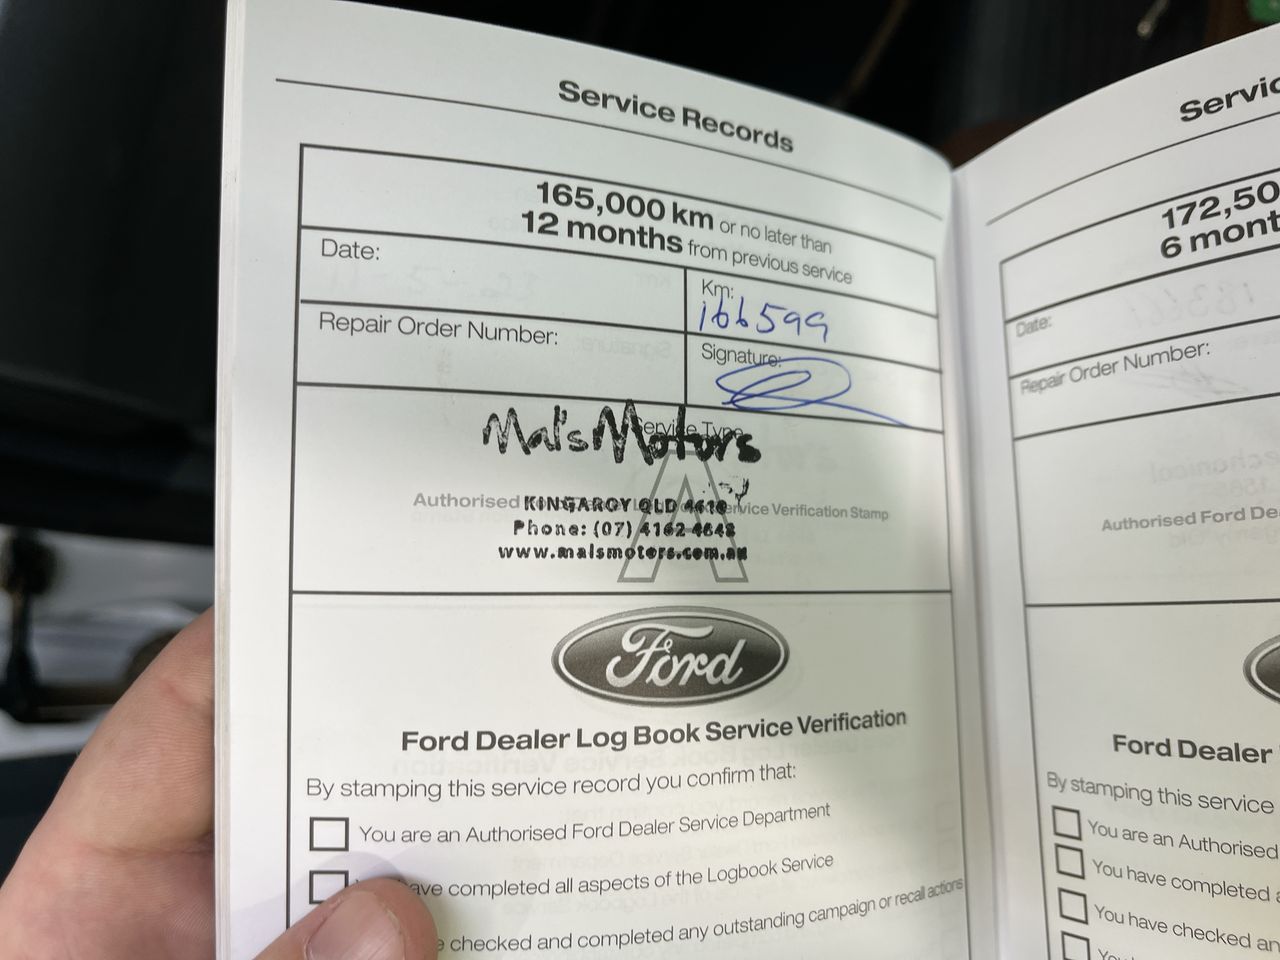 Service Records
165,000 km or no later than
12 months from previous service
Date:
Km:
166599
Repair Order Number:
Signature:
Service Type
Mal's Motors
A
Authorised
Service Verification Stamp
KINGAROY QLD 4610
Phone: (07) 4162 4648
www.malsmotors.com.au
Ford
Ford Dealer Log Book Service Verification
By stamping this service record you confirm that:
You are an Authorised Ford Dealer Service Department
have completed all aspects of the Logbook Service
checked and completed any outstanding campaign or recall actions
Servic
172,50
6 mont
Date:
Repair Order Number:
Authorised Ford De
Ford Dealer
By stamping this service
You are an Authorised
You have completed
You have checked an